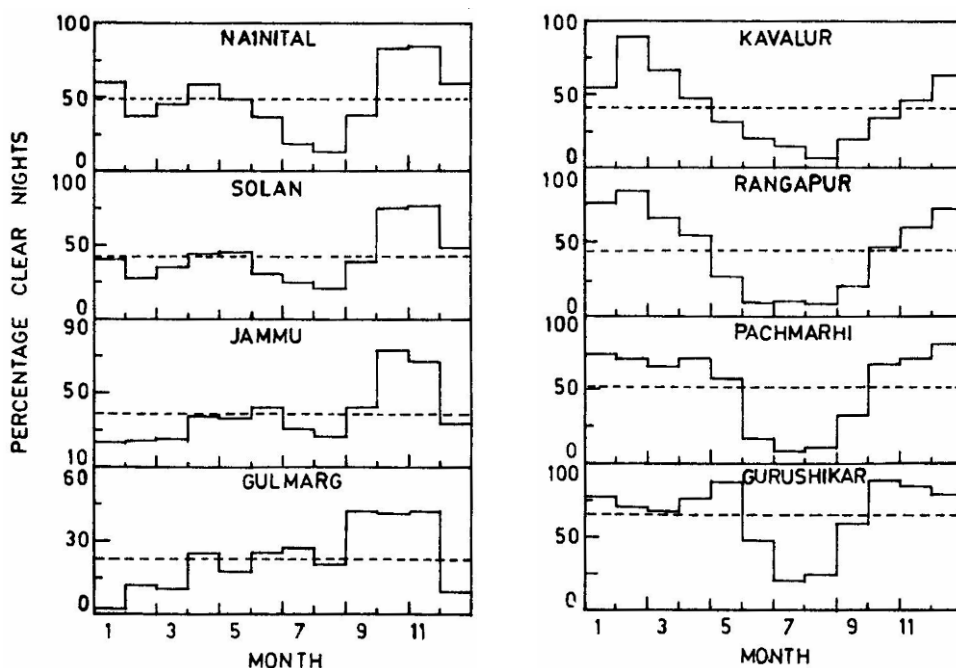 PERCENTAGE CLEAR NIGHTS
100
NAINITAL
50
0
100
SOLAN
50
0
90
JAMMU
50
10
60
GULMARG
30
0
1 3 5 7 9 11
MONTH
100
KAVALUR
50
0
100
RANGAPUR
50
0
100
PACHMARHI
50
0
100
GURUSHIKAR
50
0
1 3 5 7 9 11
MONTH